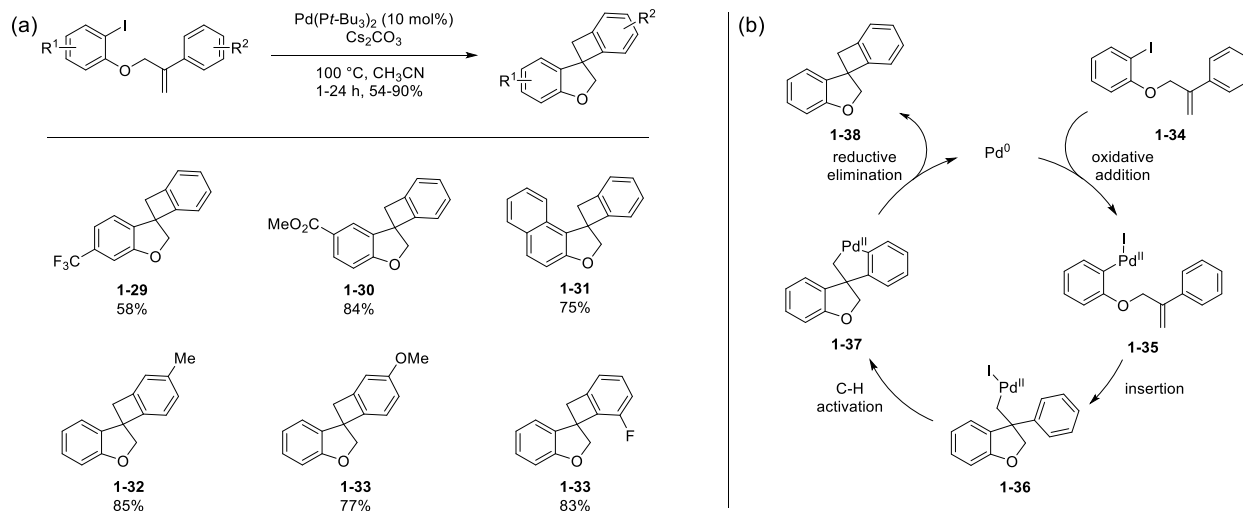 (a)
R¹
I
O
R²
Pd(Pt-Bu₃)₂ (10 mol%)
Cs₂CO₃
100 °C, CH₃CN
1-24 h, 54-90%
R²
R¹
O
F₃C
O
1-29
58%
MeO₂C
O
1-30
84%
O
1-31
75%
Me
O
1-32
85%
OMe
O
1-33
77%
F
O
1-33
83%
(b)
O
1-38
I
O
1-34
Pd⁰
reductive
elimination
oxidative
addition
Pdᴵᴵ
O
1-37
I
Pdᴵᴵ
O
1-35
C-H
activation
insertion
I
Pdᴵᴵ
O
1-36